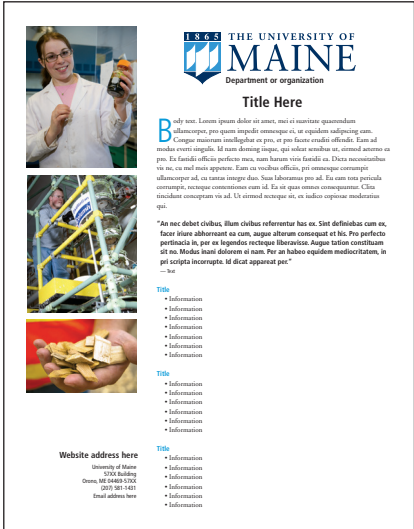 1865
THE UNIVERSITY OF
MAINE
Department or organization
Title Here
Body text. Lorem ipsum dolor sit amet, mei ei suavitate quaerendum
ullamcorper, pro quem impedit omnesque ei, ut equidem sadipscing eam.
Congue maiorum intellegebat ex pro, et pro facete eruditi offendit. Eam ad
modus everti singulis. Id nam doming iisque, qui soleat sensibus ut, eirmod aeterno ea
pro. Ex fastidii officiis perfecto mea, nam harum viris fastidii ea. Dicta necessitatibus
vis ne, cu mel meis appetere. Eam cu vocibus officiis, pri omnesque corrumpit
ullamcorper ad, cu tantas integre duo. Suas laboramus pro ad. Eu eam tota pericula
corrumpit, recteque contentiones eum id. Ea sit quas omnes consequuntur. Clita
tincidunt conceptam vis ad. Ut eirmod recteque sit, ex iudico copiosae moderatius
qui.
"An nec debet civibus, illum civibus referrentur has ex. Sint definiebas cum ex,
facer iriure abhorreant ea cum, augue alterum consequat et his. Pro perfecto
pertinacia in, per ex legendos recteque liberavisse. Augue tation constituam
sit no. Modus inani dolorem ei nam. Per an habeo equidem mediocritatem, in
pri scripta incorrupte. Id dicat appareat per."
— Text
Title
• Information
• Information
• Information
• Information
• Information
• Information
• Information
Title
• Information
• Information
• Information
• Information
• Information
• Information
Title
• Information
• Information
• Information
• Information
• Information
• Information
Website address here
University of Maine
57XX Building
Orono, ME 04469-57XX
(207) 581-1431
Email address here